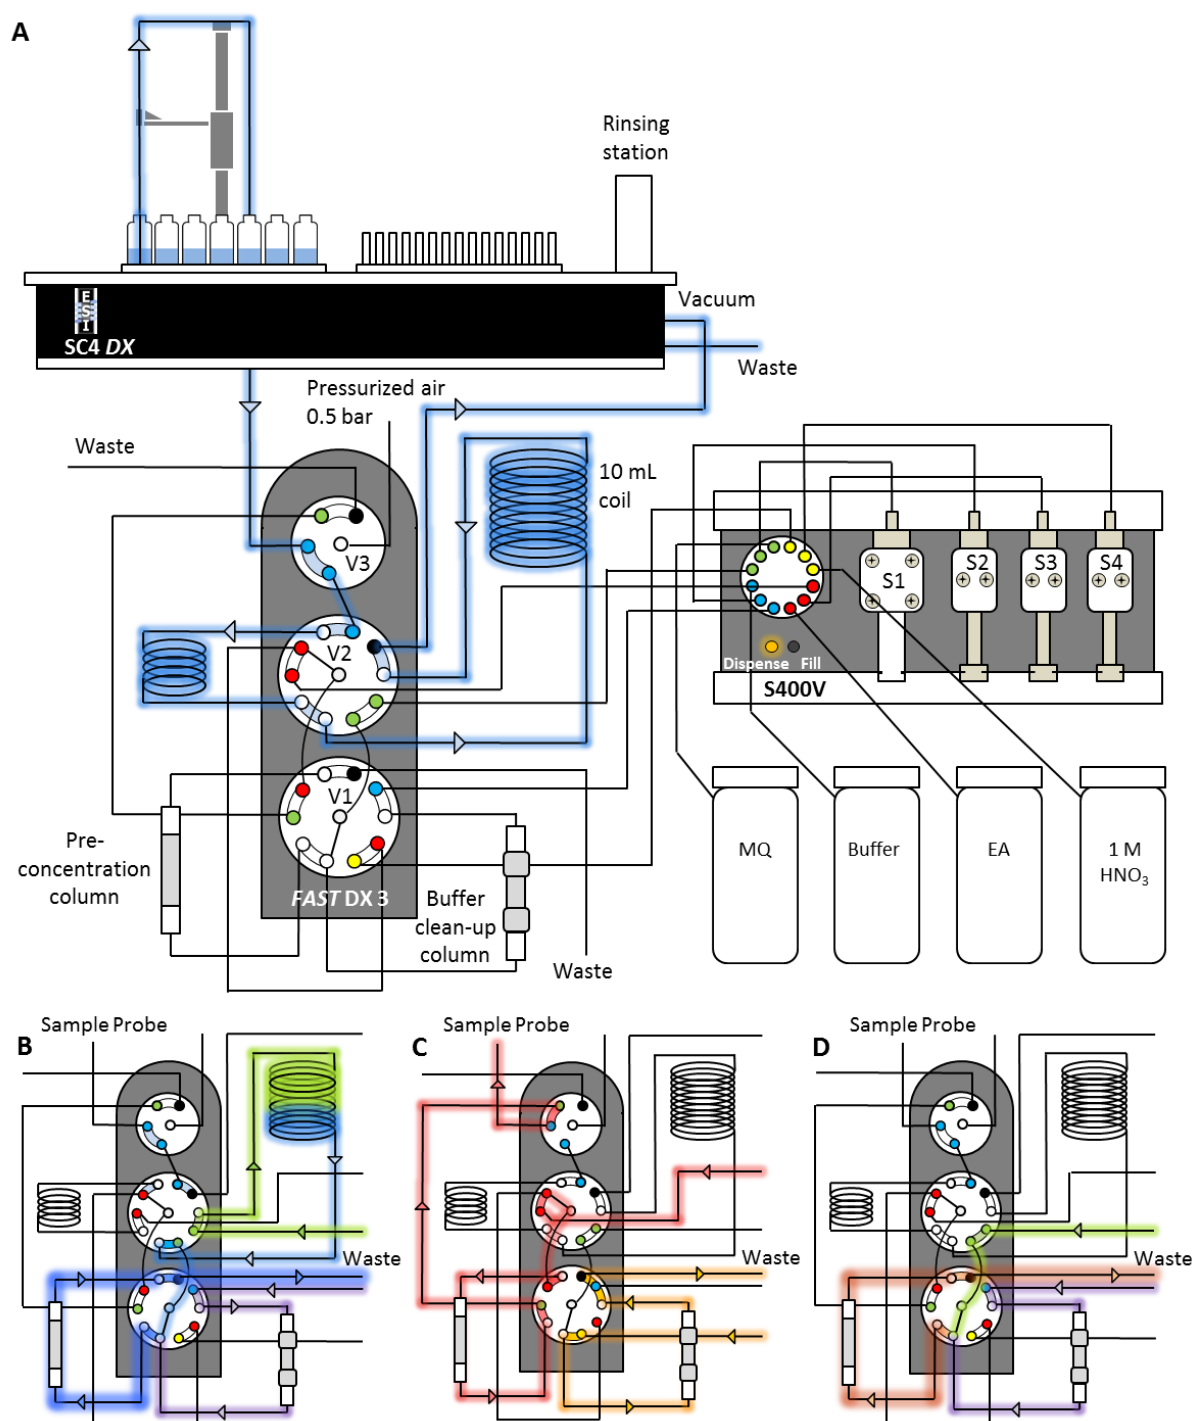 A
Rinsing
station
E
S
I
SC4 DX
Vacuum
Waste
Pressurized air
0.5 bar
Waste
10 mL
coil
V3
V2
V1
FAST DX 3
S1
S2
S3
S4
Dispense Fill
S400V
Pre-
concentration
column
Buffer
clean-up
column
Waste
MQ
Buffer
EA
1 M
HNO₃
Sample Probe
B
Waste
Sample Probe
C
Waste
Sample Probe
D
Waste